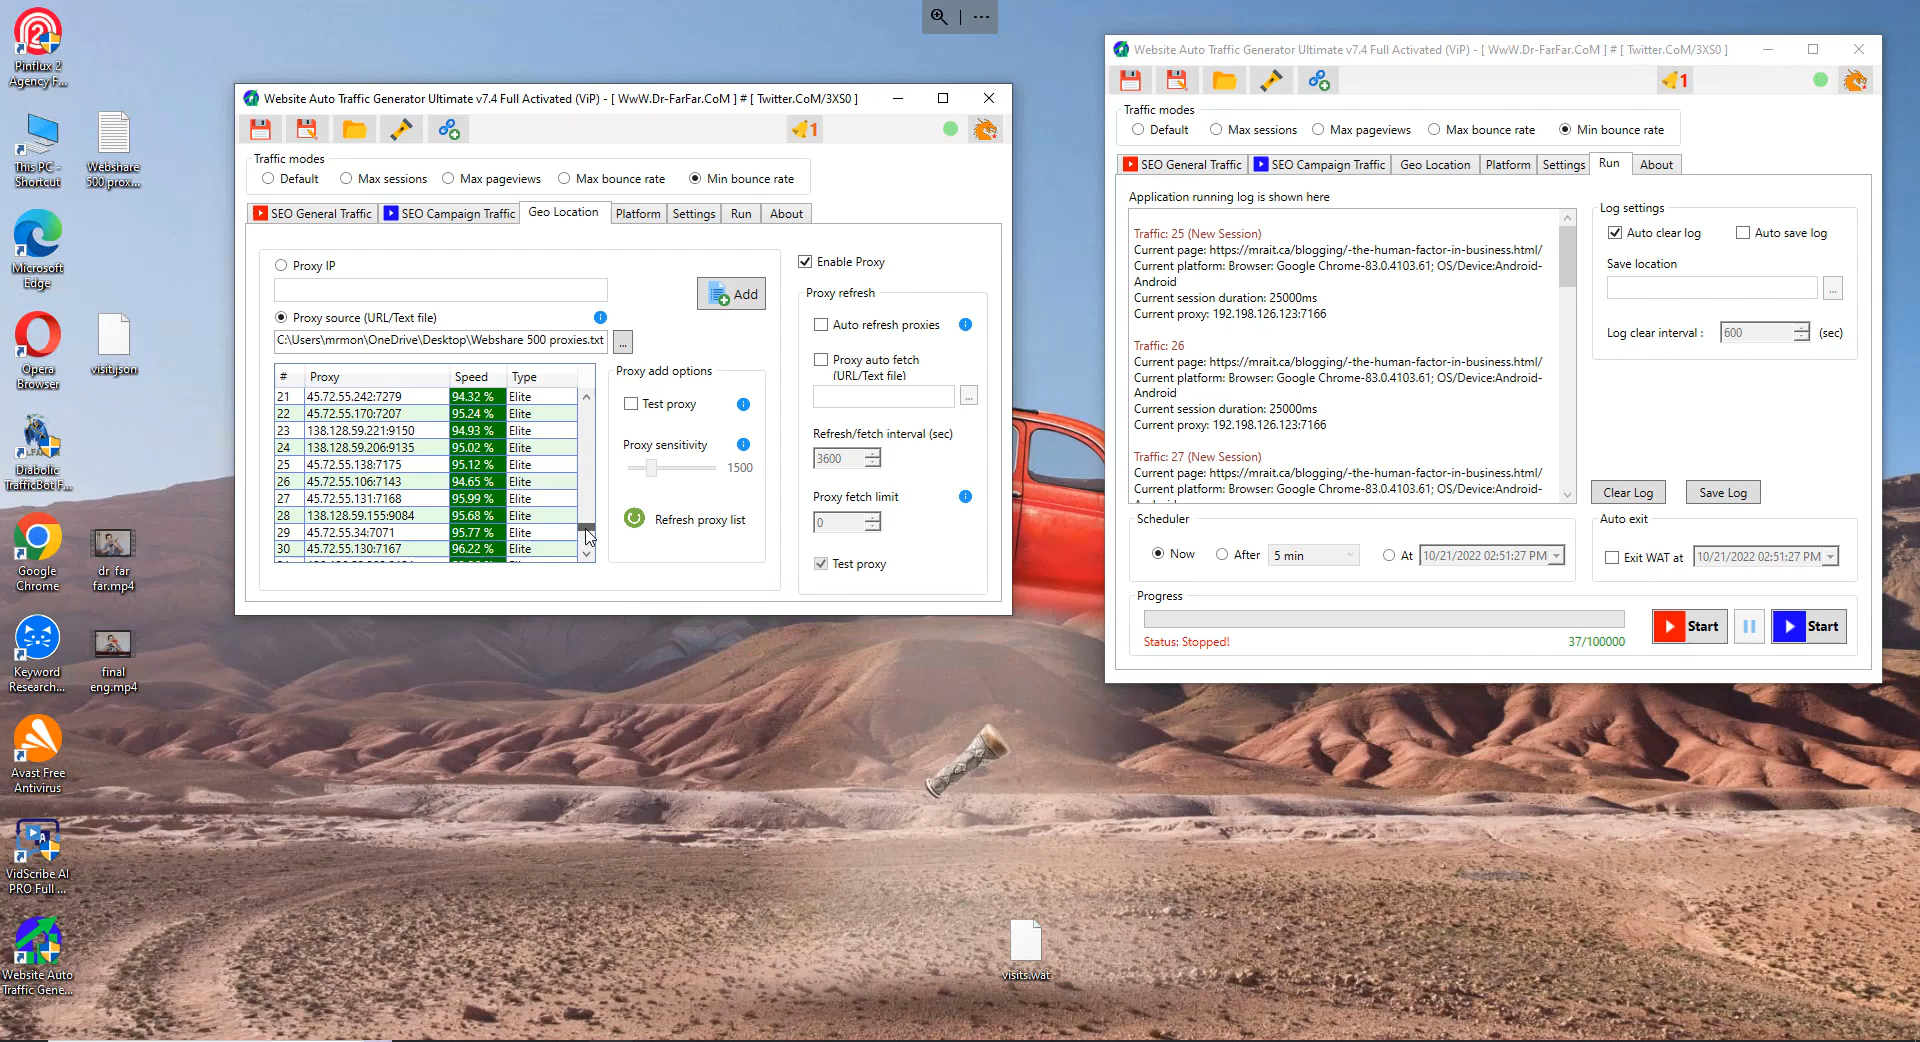 Pinflux 2
Agency F...
This PC -
Shortcut
Webshare
500 prox...
Microsoft
Edge
Opera
Browser
visit.json
Diabolic
TrafficBot F...
Google
Chrome
dr far
far.mp4
Keyword
Research...
final
eng.mp4
Avast Free
Antivirus
VidScribe AI
PRO Full ...
Website Auto
Traffic Gene...
visits.wat
Website Auto Traffic Generator Ultimate v7.4 Full Activated (ViP) - [ WwW.Dr-FarFar.CoM ] # [ Twitter.CoM/3XS0 ]
1
Traffic modes
Default Max sessions Max pageviews Max bounce rate Min bounce rate
SEO General Traffic SEO Campaign Traffic Geo Location Platform Settings Run About
Proxy IP
Add
Proxy source (URL/Text file)
C:\Users\mrmon\OneDrive\Desktop\Webshare 500 proxies.txt ...
# Proxy Speed Type
21 45.72.55.242:7279 94.32 % Elite
22 45.72.55.170:7207 95.24 % Elite
23 138.128.59.221:9150 94.93 % Elite
24 138.128.59.206:9135 95.02 % Elite
25 45.72.55.138:7175 95.12 % Elite
26 45.72.55.106:7143 94.65 % Elite
27 45.72.55.131:7168 95.99 % Elite
28 138.128.59.155:9084 95.68 % Elite
29 45.72.55.34:7071 95.77 % Elite
30 45.72.55.130:7167 96.22 % Elite
Proxy add options
Test proxy
Proxy sensitivity
1500
Refresh proxy list
Enable Proxy
Proxy refresh
Auto refresh proxies
Proxy auto fetch
(URL/Text file)
...
Refresh/fetch interval (sec)
3600
Proxy fetch limit
0
Test proxy
Website Auto Traffic Generator Ultimate v7.4 Full Activated (ViP) - [ WwW.Dr-FarFar.CoM ] # [ Twitter.CoM/3XS0 ]
1
Traffic modes
Default Max sessions Max pageviews Max bounce rate Min bounce rate
SEO General Traffic SEO Campaign Traffic Geo Location Platform Settings Run About
Application running log is shown here
Traffic: 25 (New Session)
Current page: https://mrait.ca/blogging/-the-human-factor-in-business.html/
Current platform: Browser: Google Chrome-83.0.4103.61; OS/Device:Android-
Android
Current session duration: 25000ms
Current proxy: 192.198.126.123:7166
Traffic: 26
Current page: https://mrait.ca/blogging/-the-human-factor-in-business.html/
Current platform: Browser: Google Chrome-83.0.4103.61; OS/Device:Android-
Android
Current session duration: 25000ms
Current proxy: 192.198.126.123:7166
Traffic: 27 (New Session)
Current page: https://mrait.ca/blogging/-the-human-factor-in-business.html/
Current platform: Browser: Google Chrome-83.0.4103.61; OS/Device:Android-
Log settings
Auto clear log Auto save log
Save location
...
Log clear interval : 600 (sec)
Clear Log Save Log
Scheduler
Now After 5 min At 10/21/2022 02:51:27 PM
Auto exit
Exit WAT at 10/21/2022 02:51:27 PM
Progress
Status: Stopped! 37/100000
Start Start